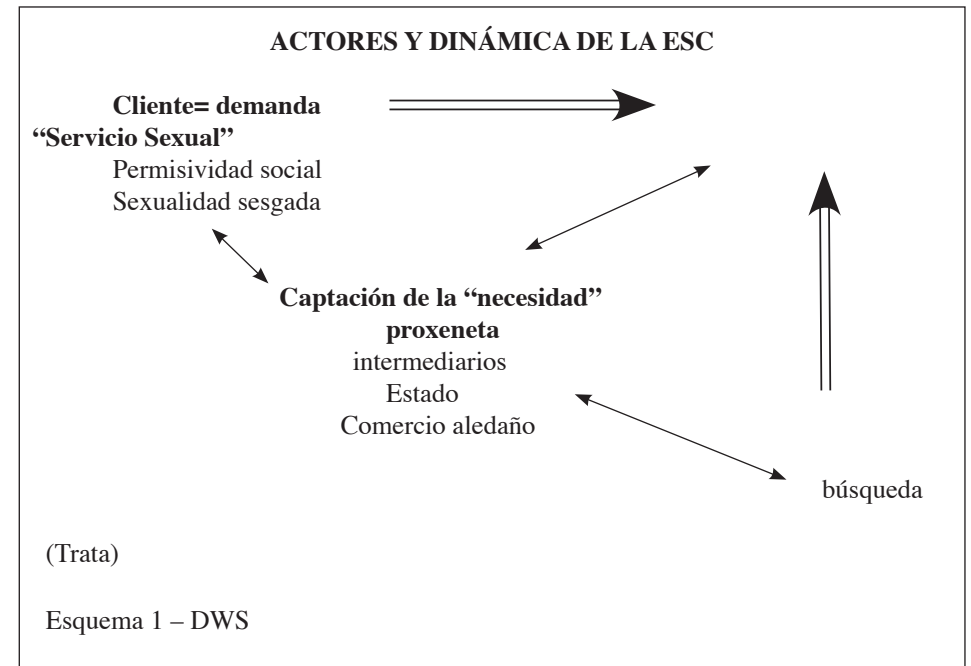 ACTORES Y DINÁMICA DE LA ESC
Cliente= demanda
“Servicio Sexual”
Permisividad social
Sexualidad sesgada
Captación de la “necesidad”
proxeneta
intermediarios
Estado
Comercio aledaño
búsqueda
(Trata)
Esquema 1 – DWS